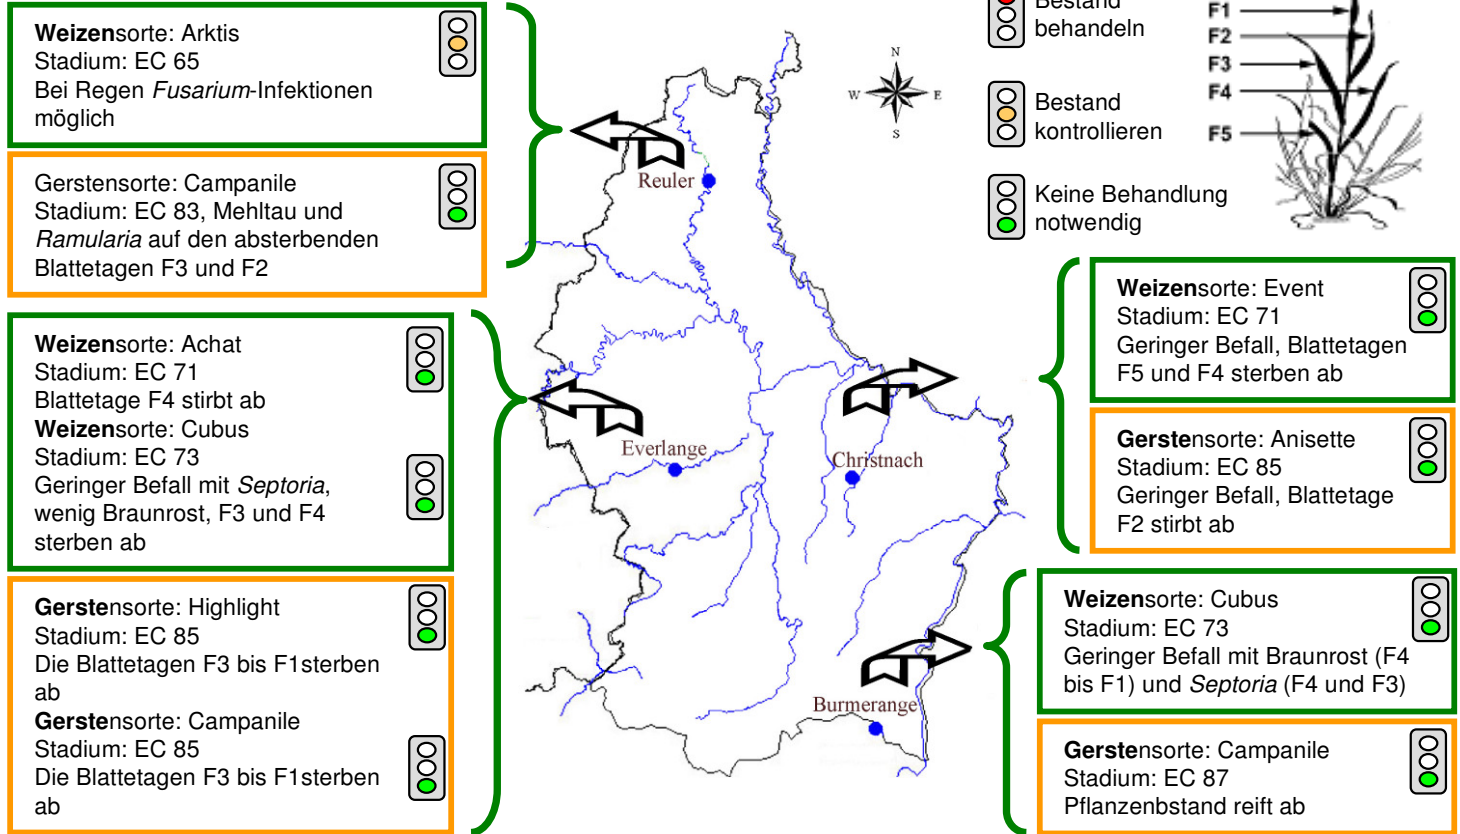 Weizensorte: Arktis
Stadium: EC 65
Bei Regen Fusarium-Infektionen
möglich
Gerstensorte: Campanile
Stadium: EC 83, Mehltau und
Ramularia auf den absterbenden
Blattetagen F3 und F2
Weizensorte: Achat
Stadium: EC 71
Blattetage F4 stirbt ab
Weizensorte: Cubus
Stadium: EC 73
Geringer Befall mit Septoria,
wenig Braunrost, F3 und F4
sterben ab
Gerstensorte: Highlight
Stadium: EC 85
Die Blattetagen F3 bis F1sterben
ab
Gerstensorte: Campanile
Stadium: EC 85
Die Blattetagen F3 bis F1sterben
ab
N
W
E
S
Reuler
Everlange
Christnach
Burmerange
Bestand
behandeln
Bestand
kontrollieren
Keine Behandlung
notwendig
F1
F2
F3
F4
F5
Weizensorte: Event
Stadium: EC 71
Geringer Befall, Blattetagen
F5 und F4 sterben ab
Gerstensorte: Anisette
Stadium: EC 85
Geringer Befall, Blattetage
F2 stirbt ab
Weizensorte: Cubus
Stadium: EC 73
Geringer Befall mit Braunrost (F4
bis F1) und Septoria (F4 und F3)
Gerstensorte: Campanile
Stadium: EC 87
Pflanzenbstand reift ab